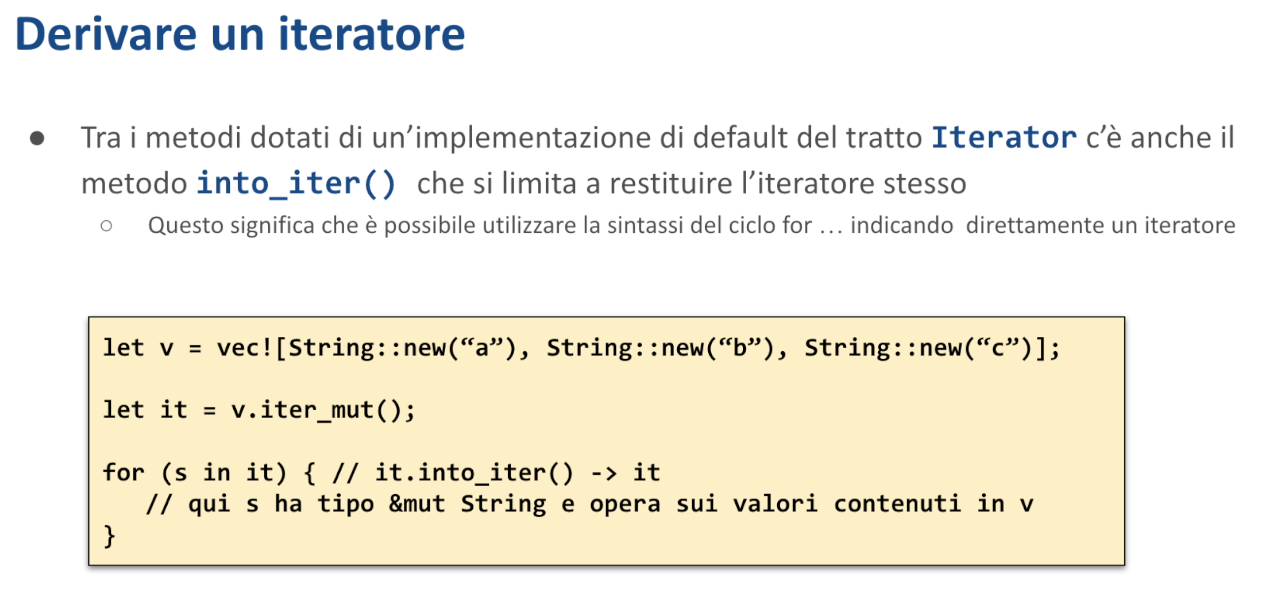 Derivare un iteratore
● Tra i metodi dotati di un’implementazione di default del tratto Iterator c’è anche il
metodo into_iter() che si limita a restituire l’iteratore stesso
○ Questo significa che è possibile utilizzare la sintassi del ciclo for … indicando direttamente un iteratore
let v = vec![String::new(“a”), String::new(“b”), String::new(“c”)];
let it = v.iter_mut();
for (s in it) { // it.into_iter() -> it
// qui s ha tipo &mut String e opera sui valori contenuti in v
}